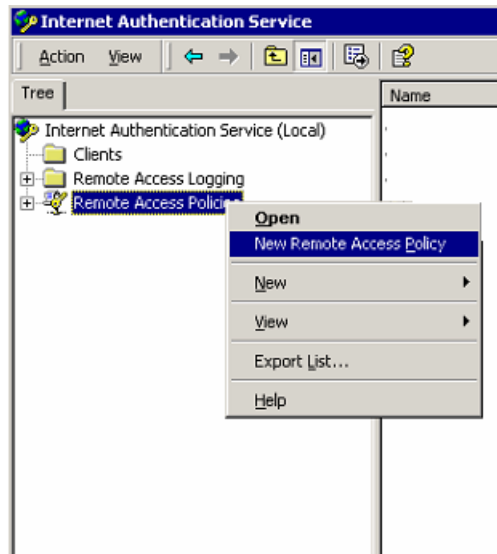 Internet Authentication Service
Action View
Tree
Name
Internet Authentication Service (Local)
Clients
Remote Access Logging
Remote Access Policies
Open
New Remote Access Policy
New
View
Export List...
Help